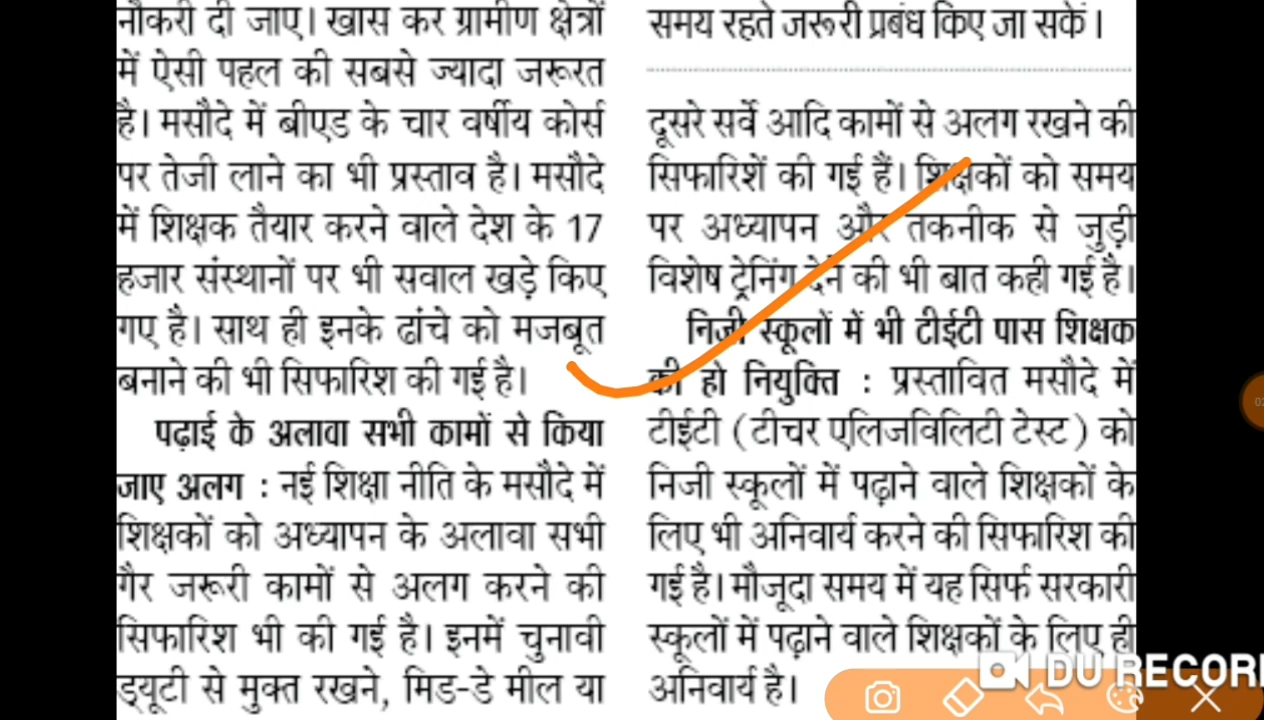 नौकरी दी जाए। खास कर ग्रामीण क्षेत्रों
में ऐसी पहल की सबसे ज्यादा जरूरत
है। मसौदे में बीएड के चार वर्षीय कोर्स
पर तेजी लाने का भी प्रस्ताव है। मसौदे
में शिक्षक तैयार करने वाले देश के 17
हजार संस्थानों पर भी सवाल खड़े किए
गए है। साथ ही इनके ढांचे को मजबूत
बनाने की भी सिफारिश की गई है।
पढ़ाई के अलावा सभी कामों से किया
जाए अलग : नई शिक्षा नीति के मसौदे में
शिक्षकों को अध्यापन के अलावा सभी
गैर जरूरी कामों से अलग करने की
सिफारिश भी की गई है। इनमें चुनावी
ड्यूटी से मुक्त रखने, मिड-डे मील या
समय रहते जरूरी प्रबंध किए जा सकें।
दूसरे सर्वे आदि कामों से अलग रखने की
सिफारिशें की गई हैं। शिक्षकों को समय
पर अध्यापन और तकनीक से जुड़ी
विशेष ट्रेनिंग देने की भी बात कही गई है।
निजी स्कूलों में भी टीईटी पास शिक्षक
की हो नियुक्ति : प्रस्तावित मसौदे में
टीईटी (टीचर एलिजविलिटी टेस्ट) को
निजी स्कूलों में पढ़ाने वाले शिक्षकों के
लिए भी अनिवार्य करने की सिफारिश की
गई है। मौजूदा समय में यह सिर्फ सरकारी
स्कूलों में पढ़ाने वाले शिक्षकों के लिए ही
अनिवार्य है।
DU RECOR